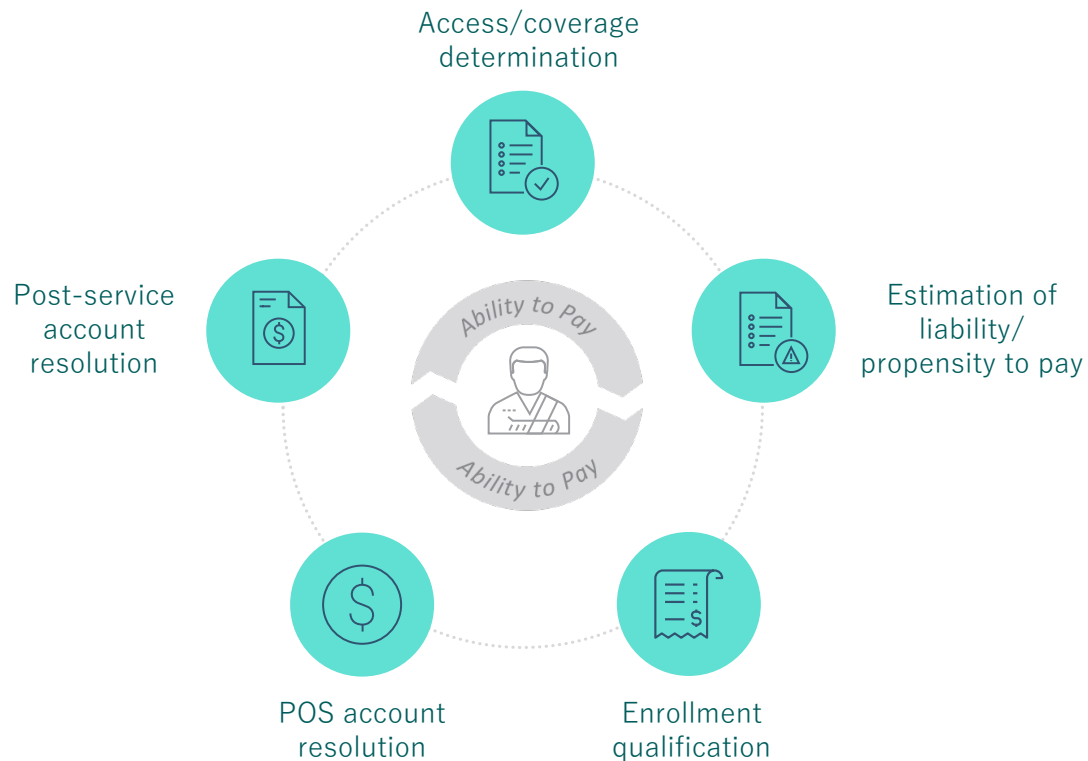 Access/coverage
determination
Post-service
account
resolution
Ability to Pay
Ability to Pay
Estimation of
liability/
propensity to pay
$
$
$
POS account
resolution
Enrollment
qualification